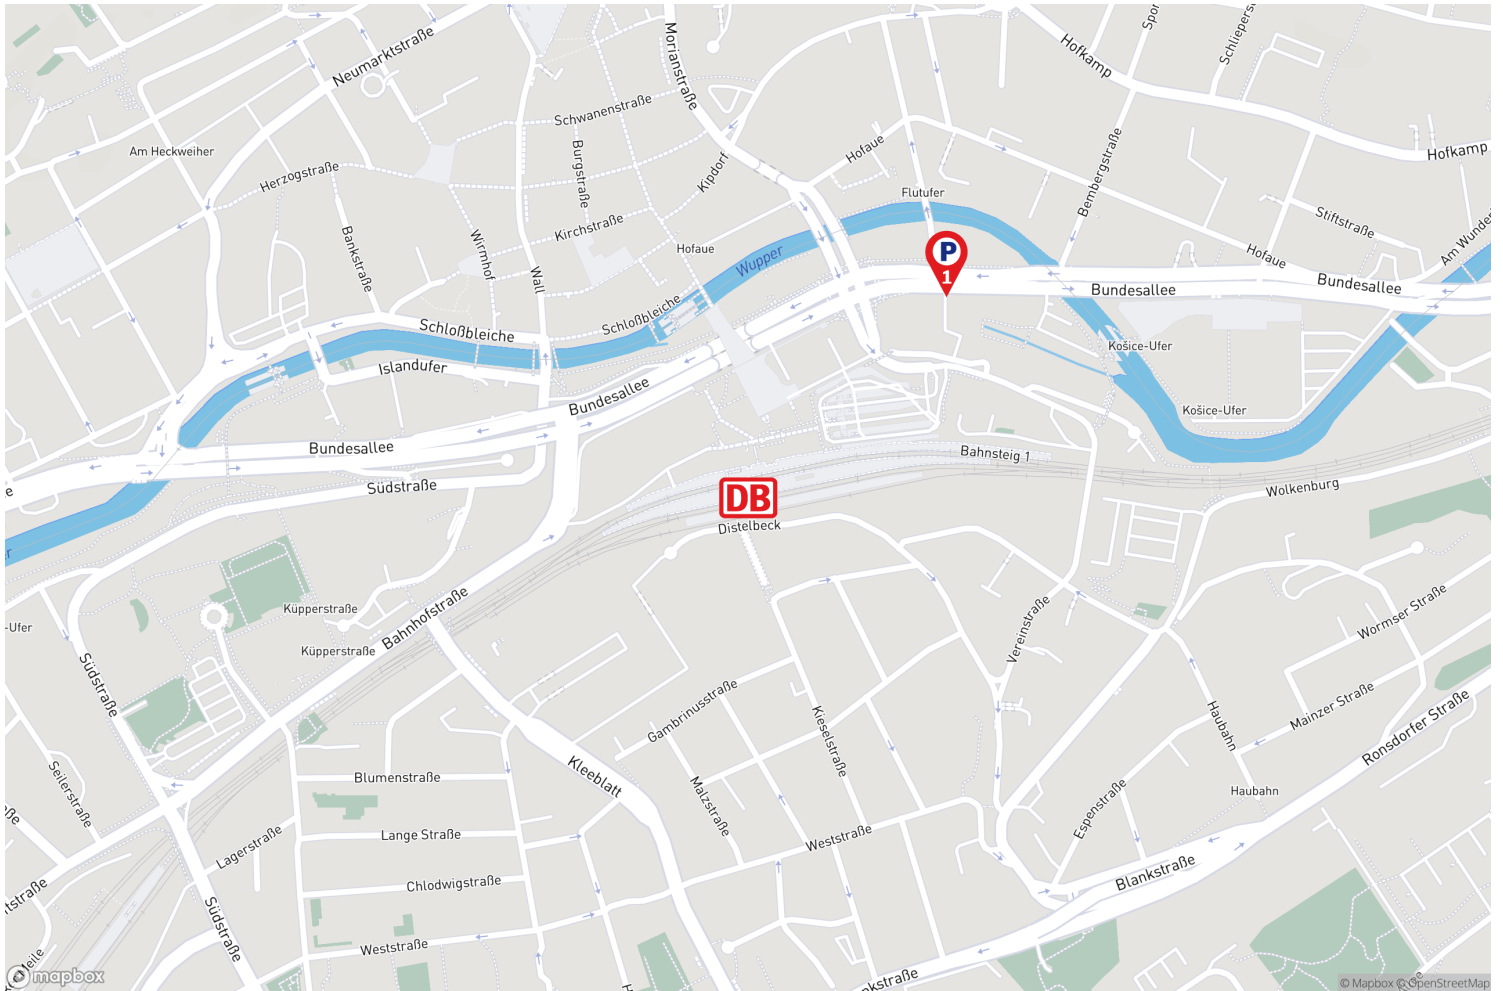 Neumarktstraße
Morianstraße
Hofkamp
Schwanenstraße
Am Heckweiher
Herzogstraße
Burgstraße
Kipdorf
Hofaue
Bembergstraße
Hofkamp
Flutufer
Stiftstraße
Bankstraße
Wirmhof
Kirchstraße
Wall
Hofaue
Wupper
Hofaue
P
1
Bundesallee
Bundesallee
Schloßbleiche
Schloßbleiche
Islandufer
Košice-Ufer
Bundesallee
Košice-Ufer
Bundesallee
Bahnsteig 1
Südstraße
Wolkenburg
DB
Distelbeck
Küpperstraße
-Ufer
Küpperstraße
Bahnhofstraße
Vereinstraße
Wormser Straße
Südstraße
Gambrinusstraße
Kieselstraße
Haubahn
Mainzer Straße
Ronsdorfer Straße
Seilerstraße
Blumenstraße
Kleeblatt
Malzstraße
Haubahn
Espenstraße
Lagerstraße
Lange Straße
Weststraße
Chlodwigstraße
Blankstraße
Südstraße
Weststraße
mapbox
© Mapbox © OpenStreetMap